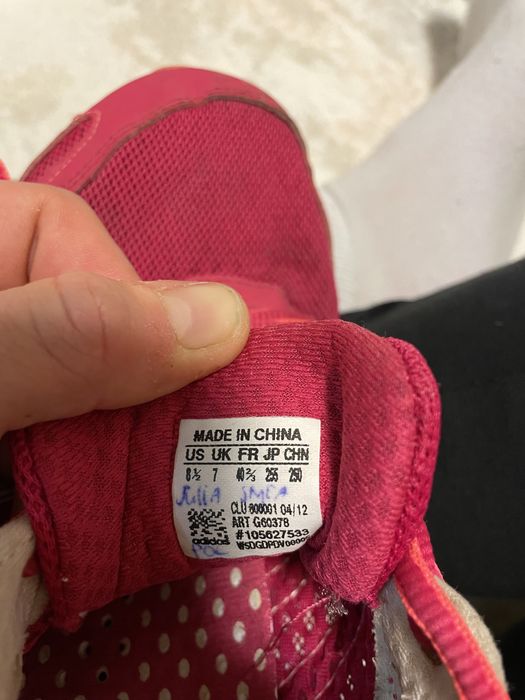 MADE IN CHINA
US UK FR JP CHN
8½ 7 40⅔ 255 250
CLU 600001 04/12
adidas ART G60378
#105627533